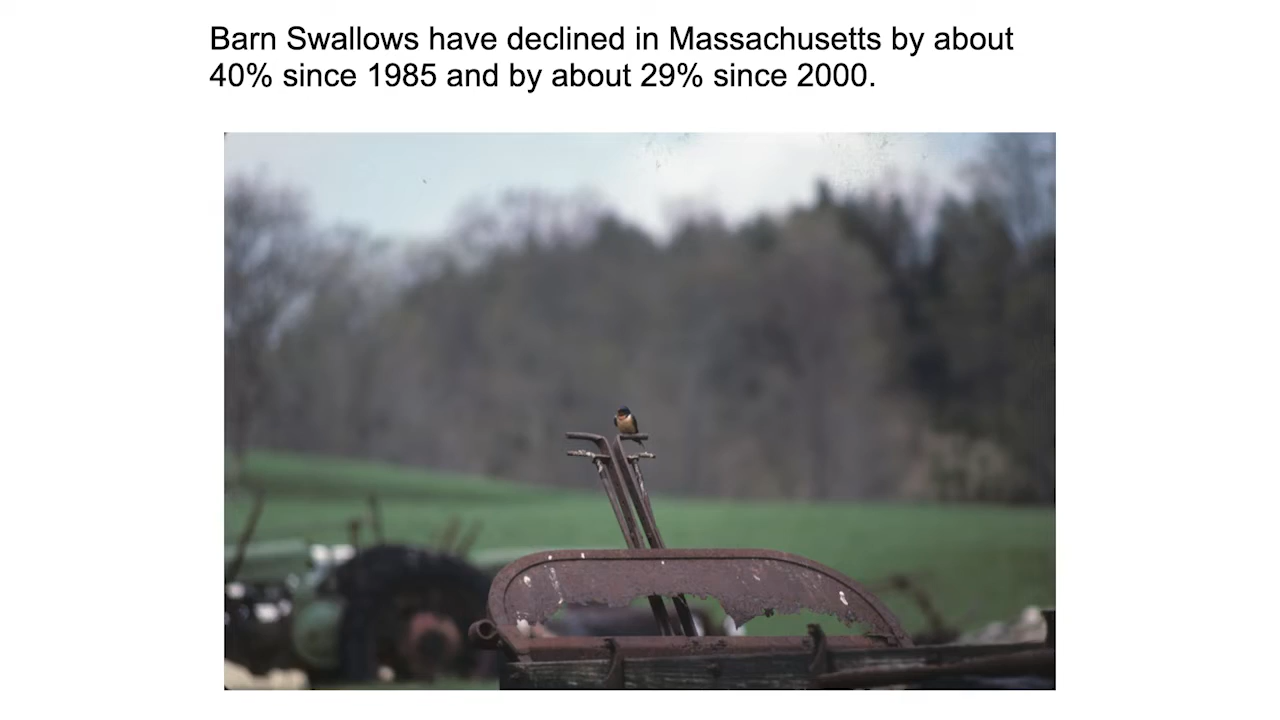 Barn Swallows have declined in Massachusetts by about
40% since 1985 and by about 29% since 2000.